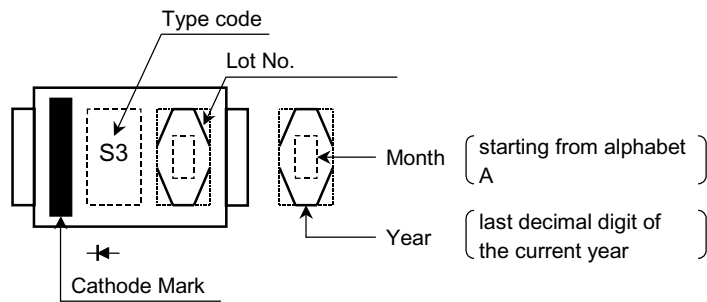 Type code
Lot No.
S3
Month
starting from alphabet
A
Year
last decimal digit of
the current year
Cathode Mark